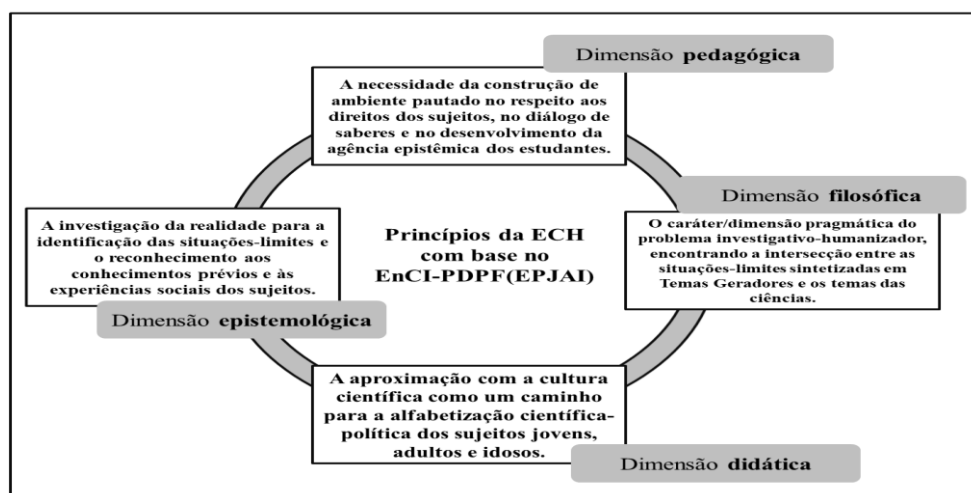 Dimensão pedagógica
A necessidade da construção de
ambiente pautado no respeito aos
direitos dos sujeitos, no diálogo de
saberes e no desenvolvimento da
agência epistêmica dos estudantes.
Dimensão filosófica
O caráter/dimensão pragmática do
problema investigativo-humanizador,
encontrando a intersecção entre as
situações-limites sintetizadas em
Temas Geradores e os temas das
ciências.
A investigação da realidade para a
identificação das situações-limites e
o reconhecimento aos
conhecimentos prévios e às
experiências sociais dos sujeitos.
Dimensão epistemológica
Princípios da ECH
com base no
EnCI-PDPF(EPJAI)
A aproximação com a cultura
científica como um caminho
para a alfabetização científica-
política dos sujeitos jovens,
adultos e idosos.
Dimensão didática